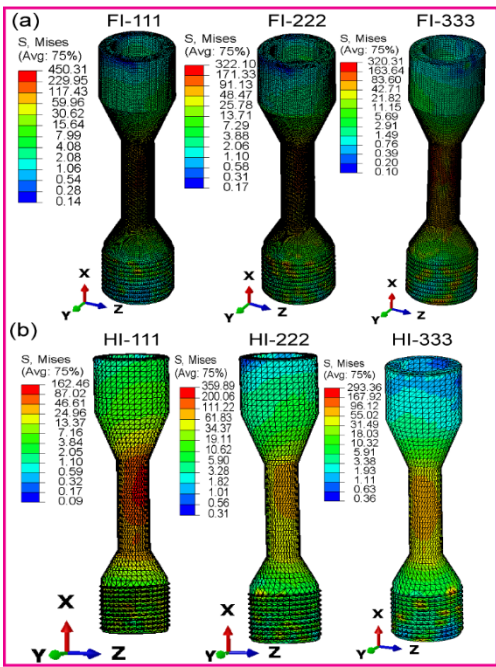 (a)
FI-111
FI-222
FI-333
S, Mises
(Avg: 75%)
450.31
229.95
117.43
59.96
30.62
15.64
7.99
4.08
2.08
1.06
0.54
0.28
0.14
S, Mises
(Avg: 75%)
322.10
171.33
91.13
48.47
25.78
13.71
7.29
3.88
2.06
1.10
0.58
0.31
0.17
S, Mises
(Avg: 75%)
320.31
163.64
83.60
42.71
21.82
11.15
5.69
2.91
1.49
0.76
0.39
0.20
0.10
X
Y
Z
X
Y
Z
X
Y
Z
(b)
HI-111
HI-222
HI-333
S, Mises
(Avg: 75%)
162.46
87.02
46.61
24.96
13.37
7.16
3.84
2.05
1.10
0.59
0.32
0.17
0.09
S, Mises
(Avg: 75%)
359.89
200.06
111.22
61.83
34.37
19.11
10.62
5.90
3.28
1.82
1.01
0.56
0.31
S, Mises
(Avg: 75%)
293.36
167.92
96.12
55.02
31.49
18.03
10.32
5.91
3.38
1.93
1.11
0.63
0.36
X
Y
Z
X
Y
Z
X
Y
Z